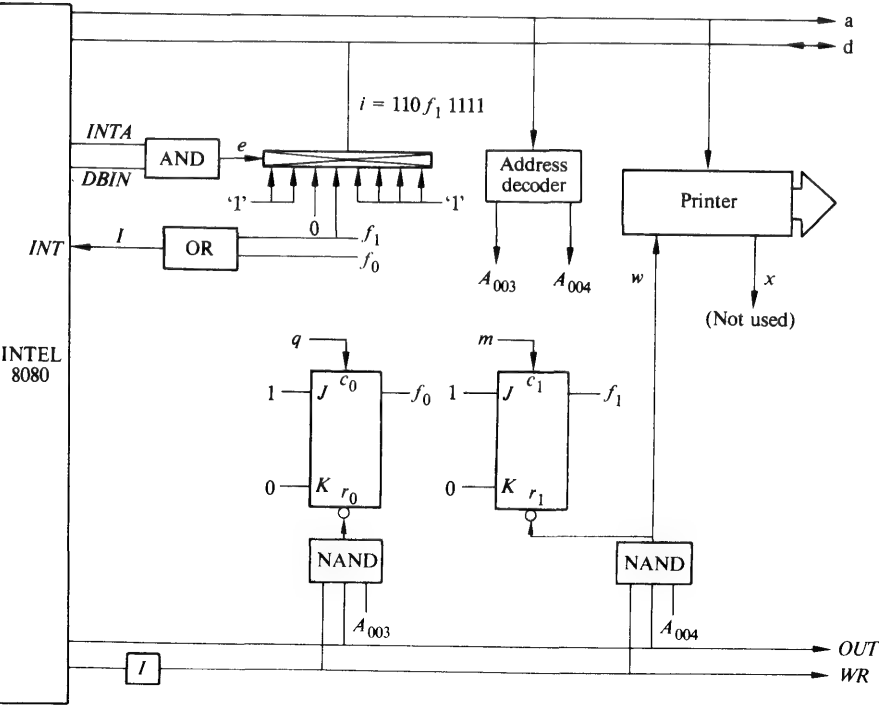 a
d
i = 110 f₁ 1111
INTA
AND
e
DBIN
Address
decoder
Printer
'1'
'1'
0
INT
I
OR
f₁
f₀
A₀₀₃
A₀₀₄
w
x
(Not used)
INTEL
8080
q
m
c₀
c₁
1
J
f₀
1
J
f₁
0
K
r₀
0
K
r₁
NAND
NAND
A₀₀₃
A₀₀₄
OUT
I
WR